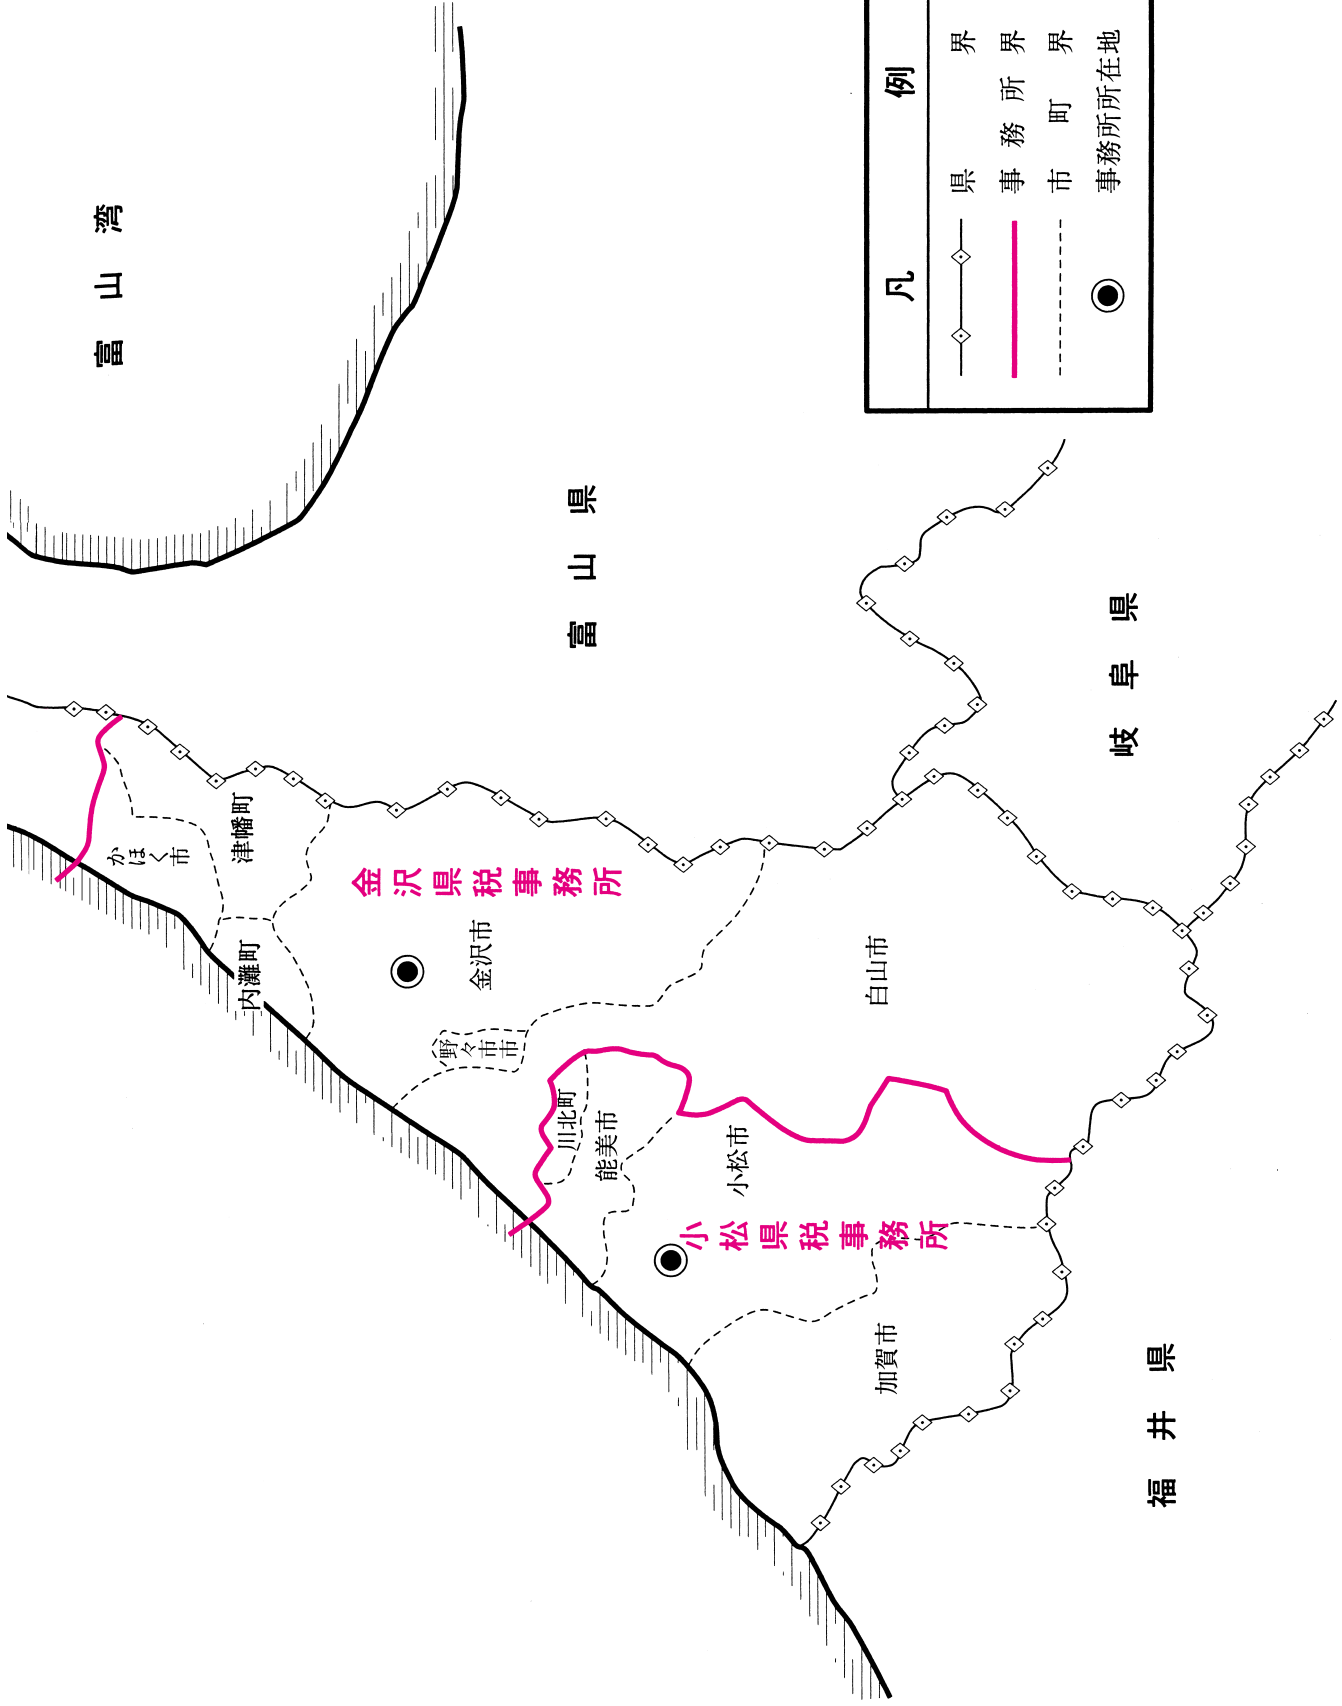 富山湾
富山県
岐阜県
福井県
かほく市
津幡町
内灘町
金沢県税事務所
金沢市
野々市市
白山市
川北町
能美市
小松市
小松県税事務所
加賀市
凡例
県界
事務所界
市町界
事務所所在地